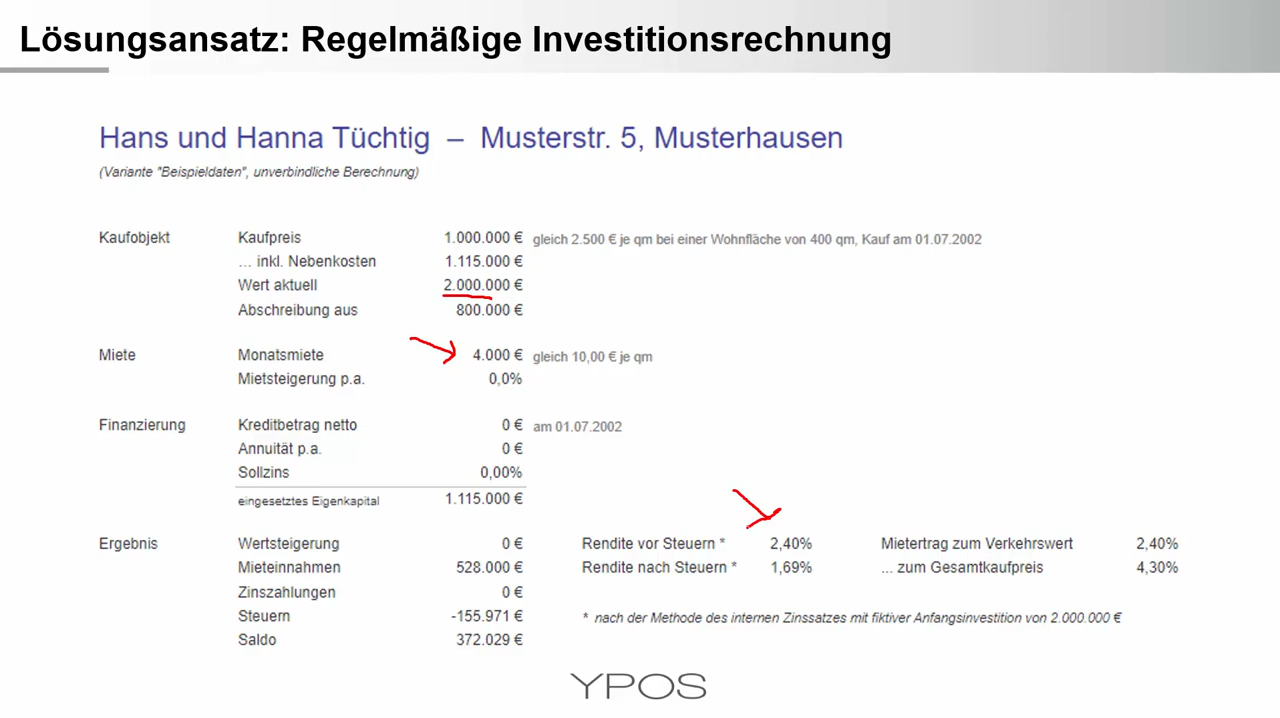 Lösungsansatz: Regelmäßige Investitionsrechnung
Hans und Hanna Tüchtig – Musterstr. 5, Musterhausen
(Variante "Beispieldaten", unverbindliche Berechnung)
Kaufobjekt Kaufpreis 1.000.000 € gleich 2.500 € je qm bei einer Wohnfläche von 400 qm, Kauf am 01.07.2002
... inkl. Nebenkosten 1.115.000 €
Wert aktuell 2.000.000 €
Abschreibung aus 800.000 €
Miete Monatsmiete 4.000 € gleich 10,00 € je qm
Mietsteigerung p.a. 0,0%
Finanzierung Kreditbetrag netto 0 € am 01.07.2002
Annuität p.a. 0 €
Sollzins 0,00%
eingesetztes Eigenkapital 1.115.000 €
Ergebnis Wertsteigerung 0 € Rendite vor Steuern * 2,40% Mietertrag zum Verkehrswert 2,40%
Mieteinnahmen 528.000 € Rendite nach Steuern * 1,69% ... zum Gesamtkaufpreis 4,30%
Zinszahlungen 0 €
Steuern -155.971 € * nach der Methode des internen Zinssatzes mit fiktiver Anfangsinvestition von 2.000.000 €
Saldo 372.029 €
YPOS